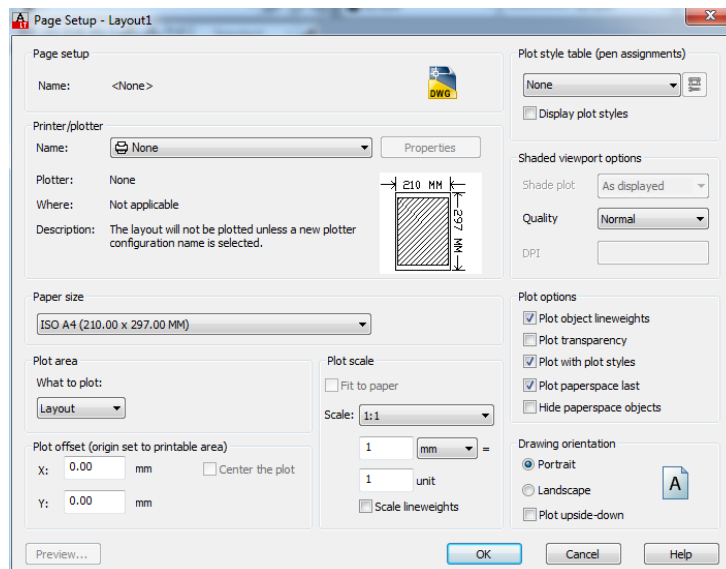 A
LT
Page Setup - Layout1
Page setup
Name:
<None>
DWG
Printer/plotter
Name:
None
Properties
Plotter:
None
Where:
Not applicable
Description:
The layout will not be plotted unless a new plotter
configuration name is selected.
210 MM
297 MM
Paper size
ISO A4 (210.00 x 297.00 MM)
Plot area
What to plot:
Layout
Plot offset (origin set to printable area)
X:
0.00
mm
Center the plot
Y:
0.00
mm
Plot scale
Fit to paper
Scale:
1:1
1
mm
=
1
unit
Scale lineweights
Plot style table (pen assignments)
None
Display plot styles
Shaded viewport options
Shade plot
As displayed
Quality
Normal
DPI
Plot options
Plot object lineweights
Plot transparency
Plot with plot styles
Plot paperspace last
Hide paperspace objects
Drawing orientation
Portrait
Landscape
Plot upside-down
A
Preview...
OK
Cancel
Help